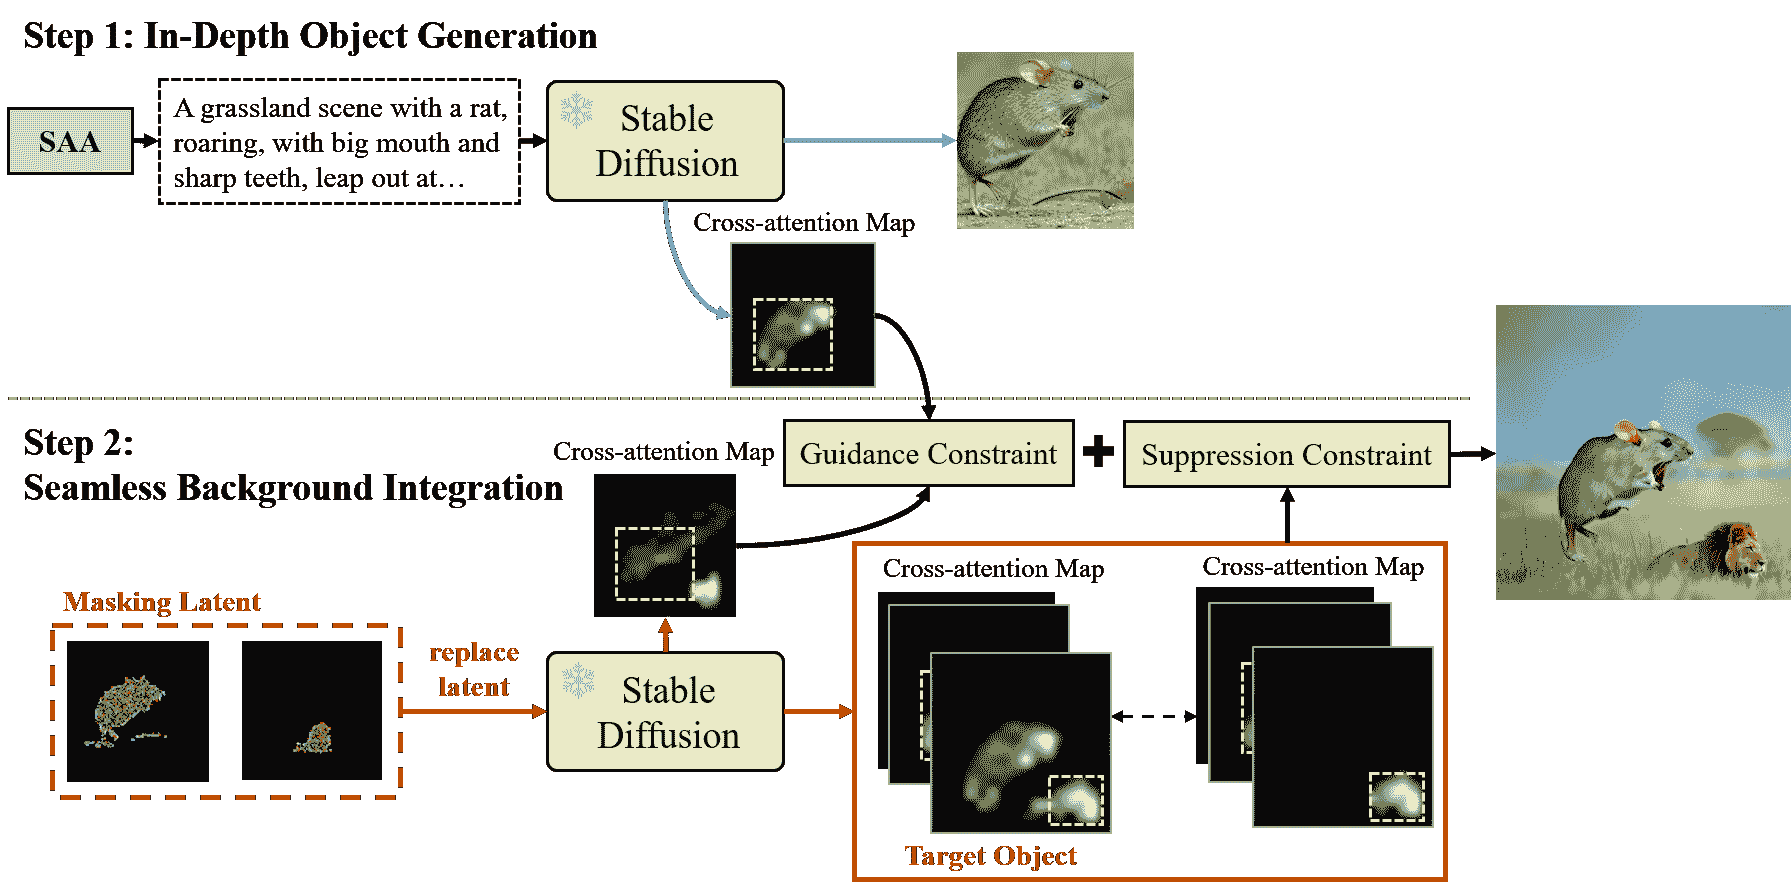 Step 1: In-Depth Object Generation
SAA
A grassland scene with a rat,
roaring, with big mouth and
sharp teeth, leap out at…
Stable
Diffusion
Cross-attention Map
Step 2:
Seamless Background Integration
Cross-attention Map
Guidance Constraint
+
Suppression Constraint
Masking Latent
replace
latent
Stable
Diffusion
Cross-attention Map
Cross-attention Map
Target Object